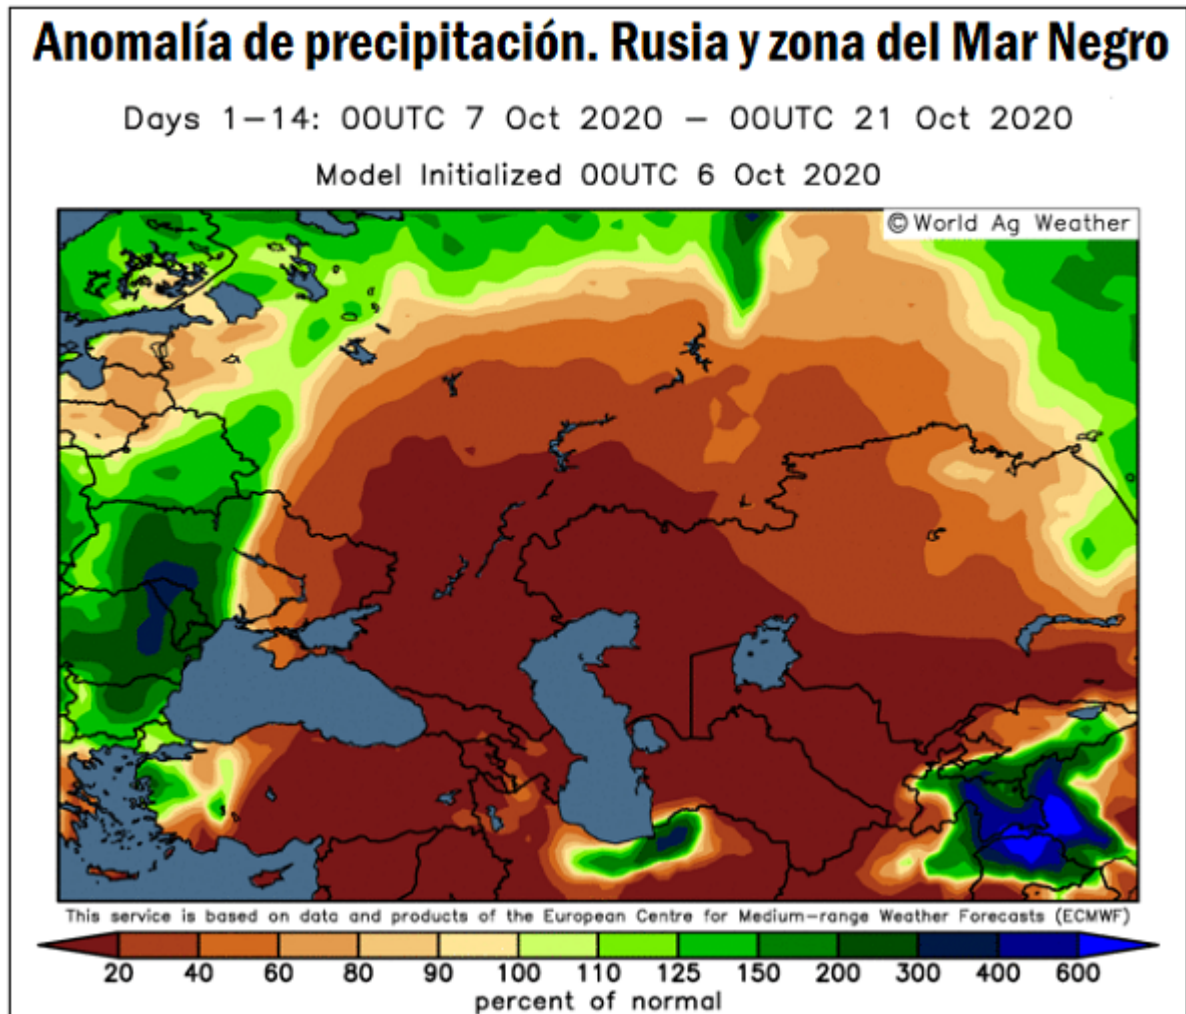 Anomalía de precipitación. Rusia y zona del Mar Negro
Days 1-14: 00UTC 7 Oct 2020 - 00UTC 21 Oct 2020
Model Initialized 00UTC 6 Oct 2020
© World Ag Weather
This service is based on data and products of the European Centre for Medium-range Weather Forecasts (ECMWF)
20 40 60 80 90 100 110 125 150 200 300 400 600
percent of normal